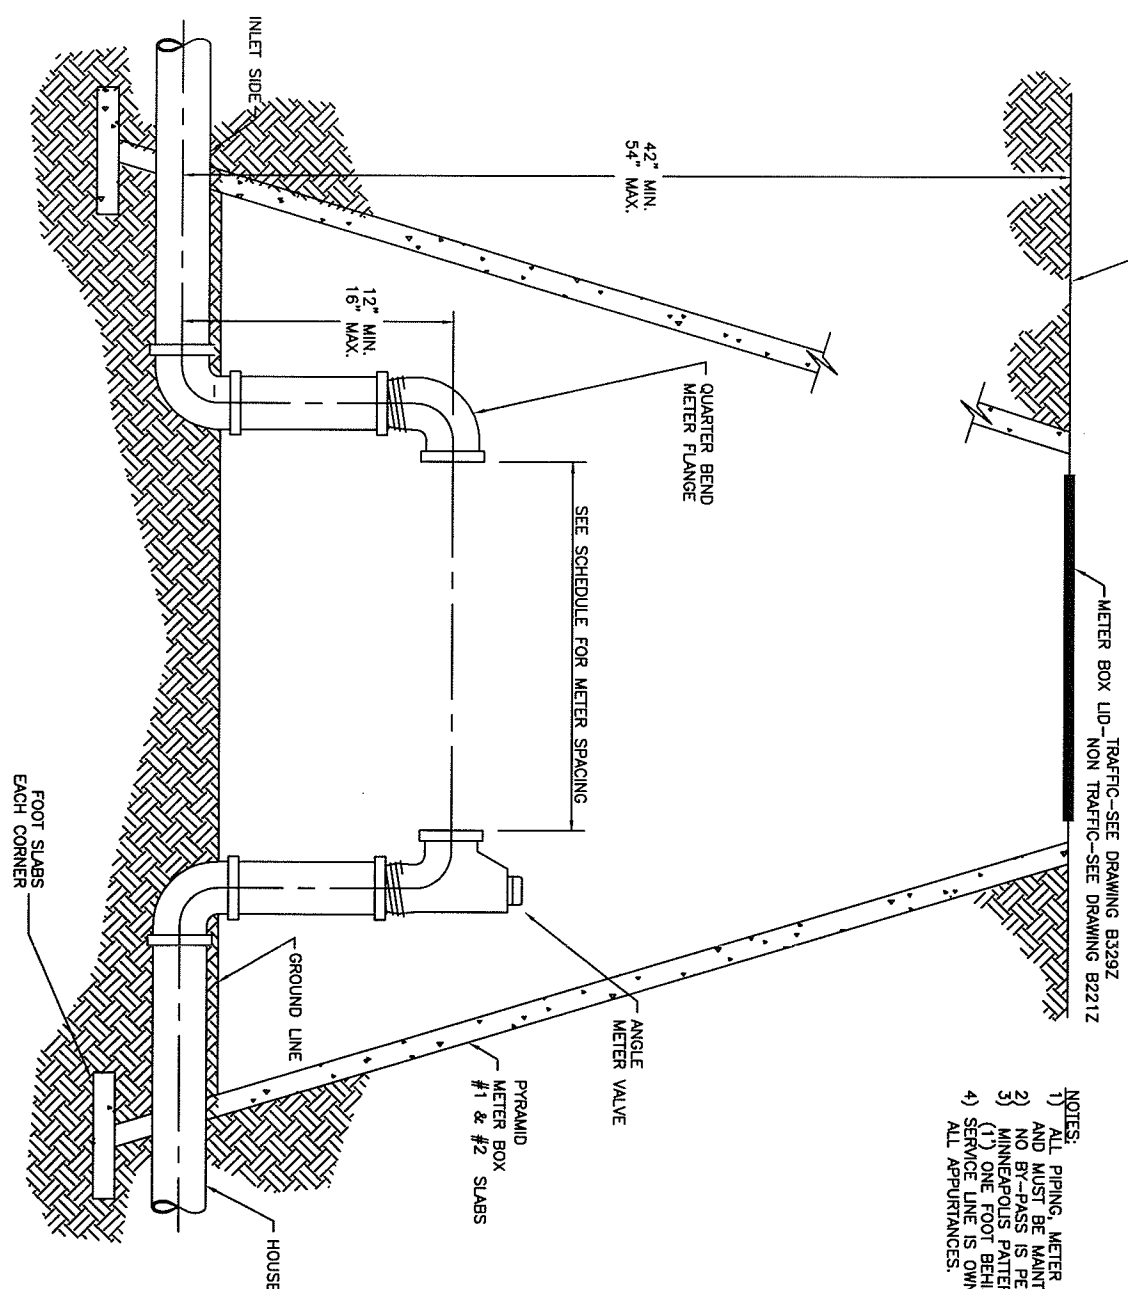 INLET SIDE
42" MIN.
54" MAX.
12" MIN.
16" MAX.
QUARTER BEND
METER FLANGE
SEE SCHEDULE FOR METER SPACING
METER BOX LID
TRAFFIC-SEE DRAWING B329Z
NON TRAFFIC-SEE DRAWING B221Z
FOOT SLABS
EACH CORNER
GROUND LINE
ANGLE
METER VALVE
PYRAMID
METER BOX
#1 & #2 SLABS
HOUSE
NOTES:
1) ALL PIPING, METER
AND MUST BE MAINT
2) NO BY-PASS IS PE
3) MINNEAPOLIS PATTER
(1') ONE FOOT BEHI
4) SERVICE LINE IS OWN
ALL APPURTANCES.